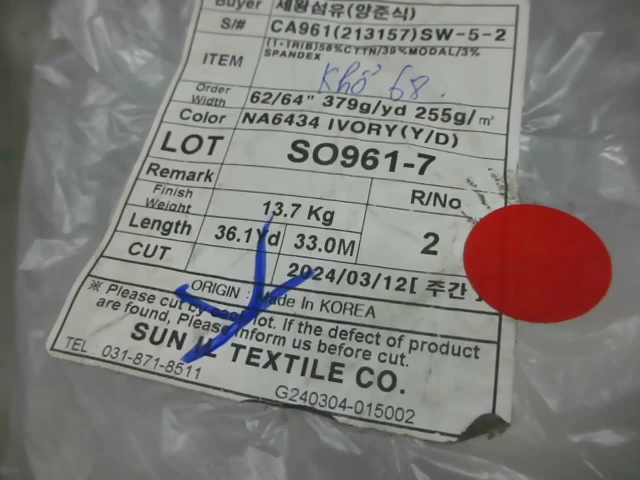 Buyer 세왕섬유(양준식)
S/# CA961(213157)SW-5-2
ITEM (1*1RIB)58%CTTN/39%MODAL/3% SPANDEX
Khổ 68.
Order Width 62/64" 379g/yd 255g/㎡
Color NA6434 IVORY(Y/D)
LOT SO961-7
Remark R/No
Finish Weight 13.7 Kg 2
Length 36.1Yd 33.0M
CUT 2024/03/12[ 주간 ]
ORIGIN : Made In KOREA
※ Please cut by each lot. If the defect of product
are found, Please inform us before cut.
SUN IL TEXTILE CO.
TEL : 031-871-8511 G240304-015002